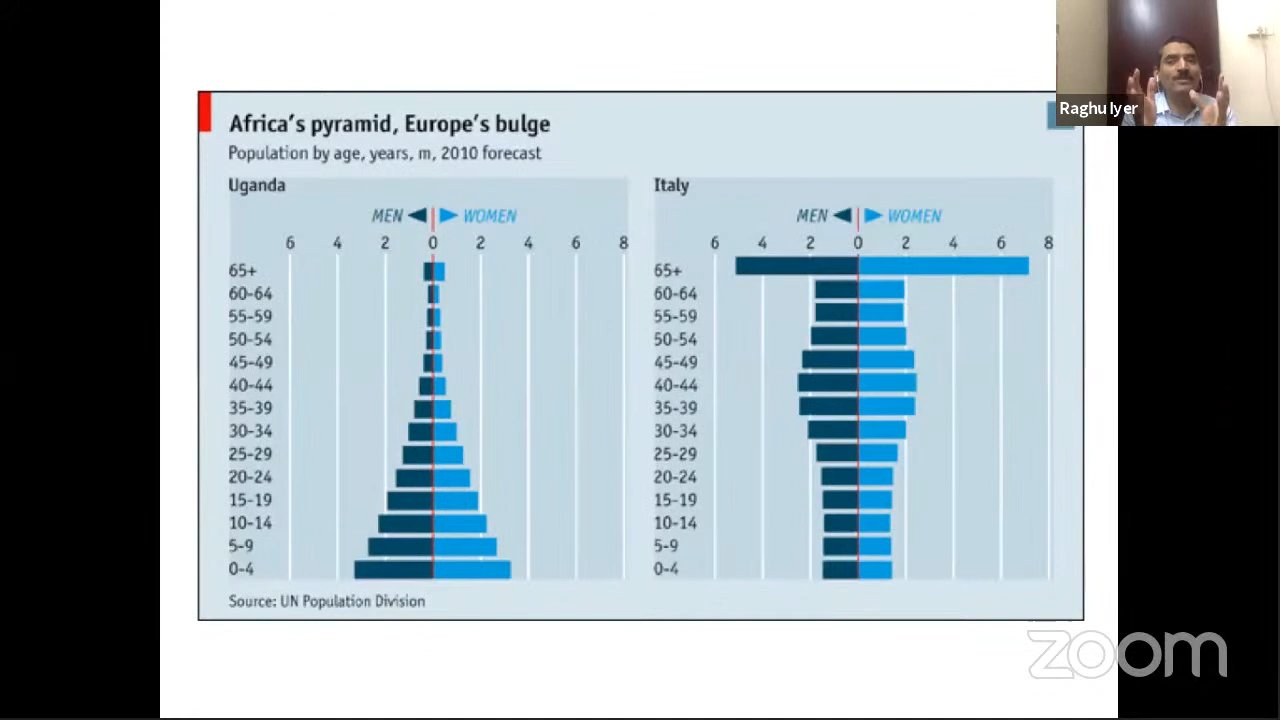 Raghu Iyer
Africa's pyramid, Europe's bulge
Population by age, years, m, 2010 forecast
Uganda
MEN WOMEN
6 4 2 0 2 4 6 8
65+
60-64
55-59
50-54
45-49
40-44
35-39
30-34
25-29
20-24
15-19
10-14
5-9
0-4
Italy
MEN WOMEN
6 4 2 0 2 4 6 8
65+
60-64
55-59
50-54
45-49
40-44
35-39
30-34
25-29
20-24
15-19
10-14
5-9
0-4
Source: UN Population Division
zoom